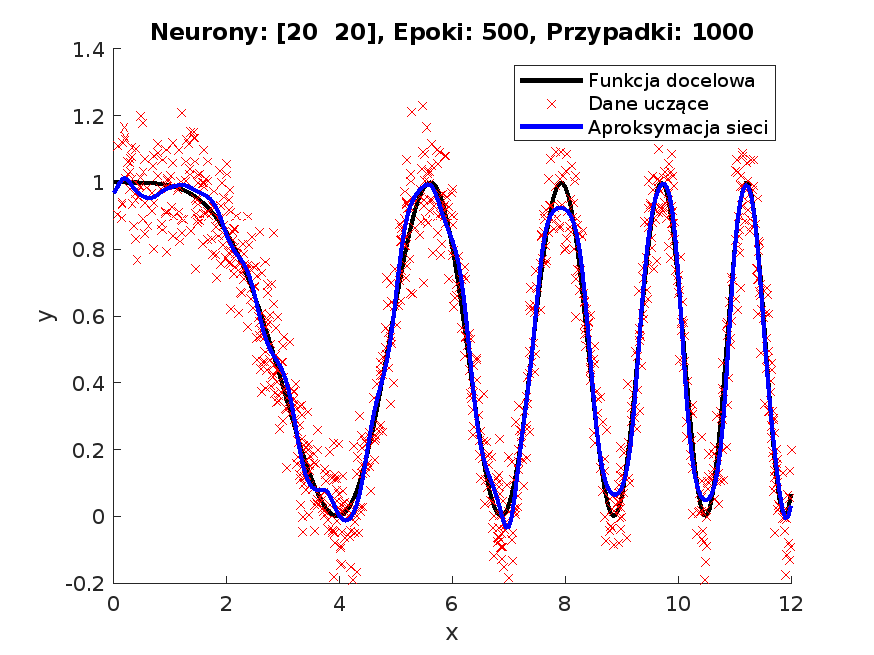 Neurony: [20  20], Epoki: 500, Przypadki: 1000
Funkcja docelowa
Dane uczące
Aproksymacja sieci
y
1.4
1.2
1
0.8
0.6
0.4
0.2
0
-0.2
0 2 4 6 8 10 12
x